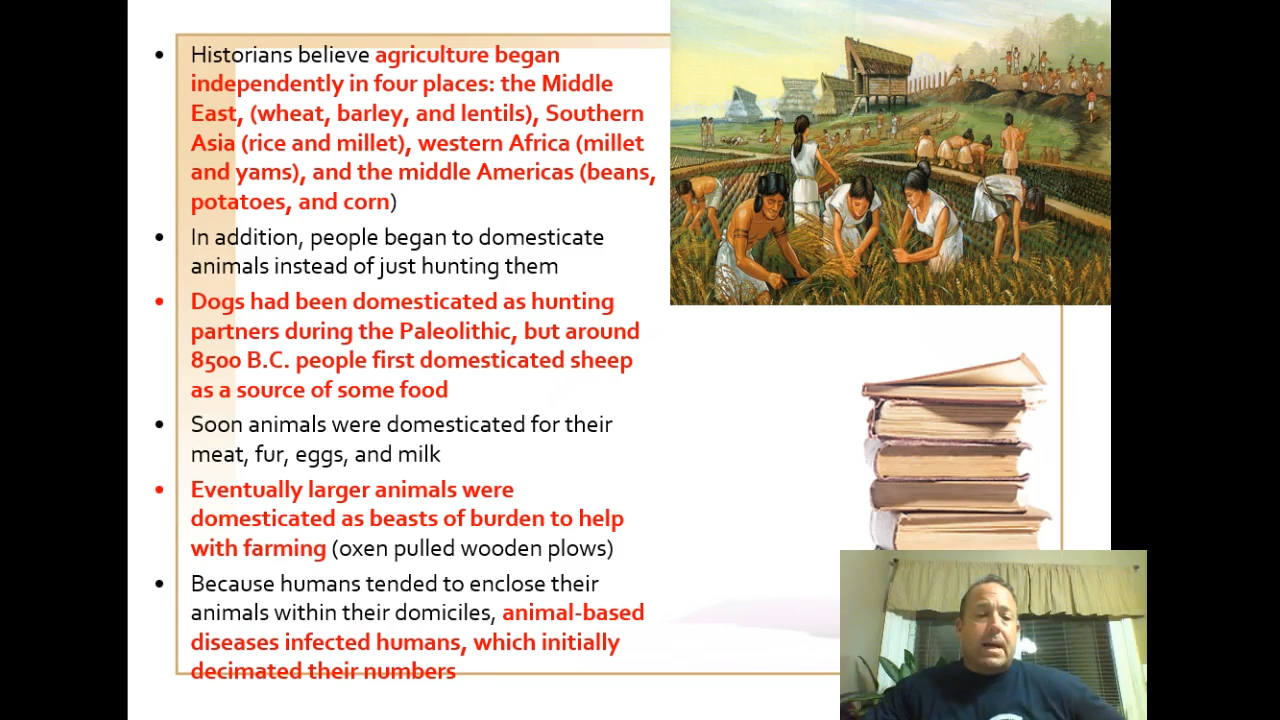 • Historians believe agriculture began
independently in four places: the Middle
East, (wheat, barley, and lentils), Southern
Asia (rice and millet), western Africa (millet
and yams), and the middle Americas (beans,
potatoes, and corn)
• In addition, people began to domesticate
animals instead of just hunting them
• Dogs had been domesticated as hunting
partners during the Paleolithic, but around
8500 B.C. people first domesticated sheep
as a source of some food
• Soon animals were domesticated for their
meat, fur, eggs, and milk
• Eventually larger animals were
domesticated as beasts of burden to help
with farming (oxen pulled wooden plows)
• Because humans tended to enclose their
animals within their domiciles, animal-based
diseases infected humans, which initially
decimated their numbers